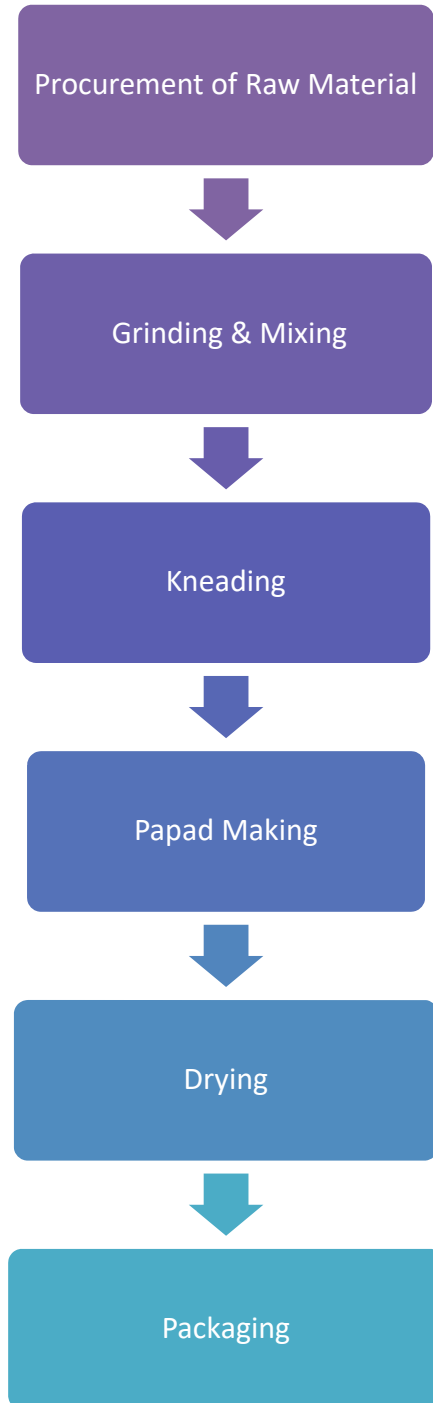 Procurement of Raw Material
Grinding & Mixing
Kneading
Papad Making
Drying
Packaging